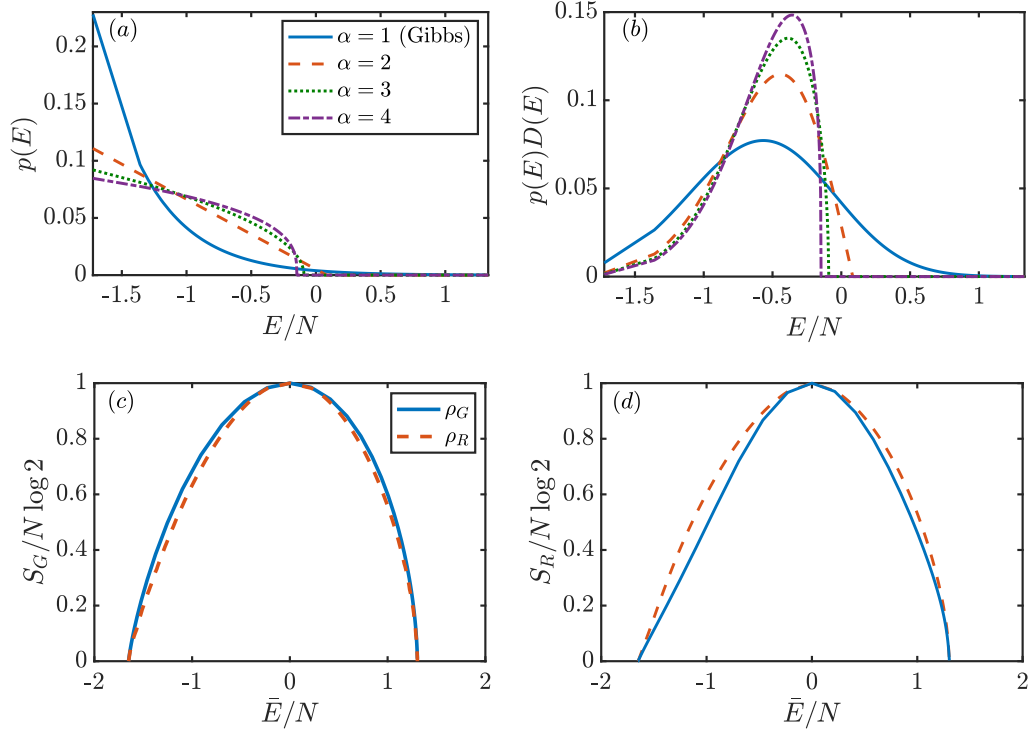 (a)
0.2
0.15
0.1
0.05
0
p(E)
-1.5
-1
-0.5
0
0.5
1
E/N
α = 1 (Gibbs)
α = 2
α = 3
α = 4
(b)
0.15
0.1
0.05
0
p(E)D(E)
-1.5
-1
-0.5
0
0.5
1
E/N
(c)
1
0.8
0.6
0.4
0.2
0
S_G/N log 2
-2
-1
0
1
2
Ē/N
ρ_G
ρ_R
(d)
1
0.8
0.6
0.4
0.2
0
S_R/N log 2
-2
-1
0
1
2
Ē/N